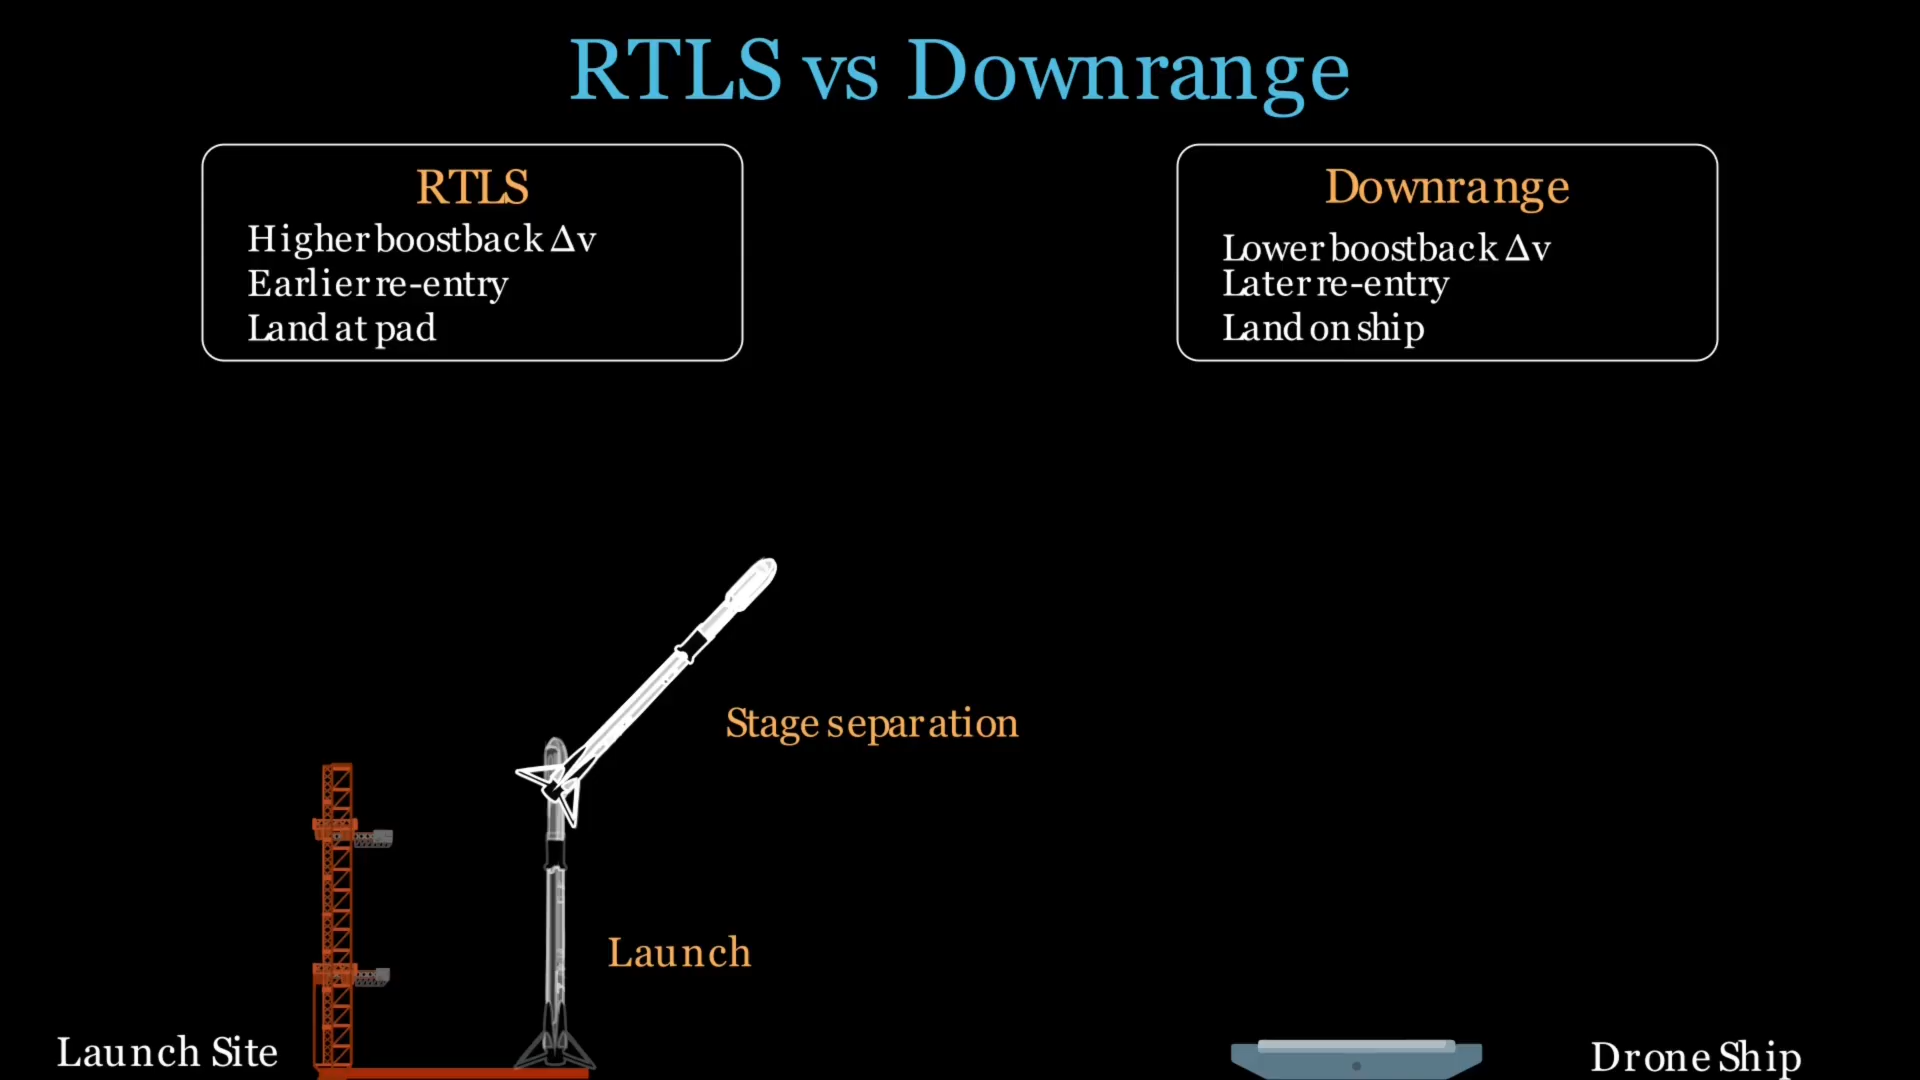 RTLS vs Downrange
RTLS
Higher boostback Δv
Earlier re-entry
Land at pad
Downrange
Lower boostback Δv
Later re-entry
Land on ship
Stage separation
Launch
Launch Site
Drone Ship